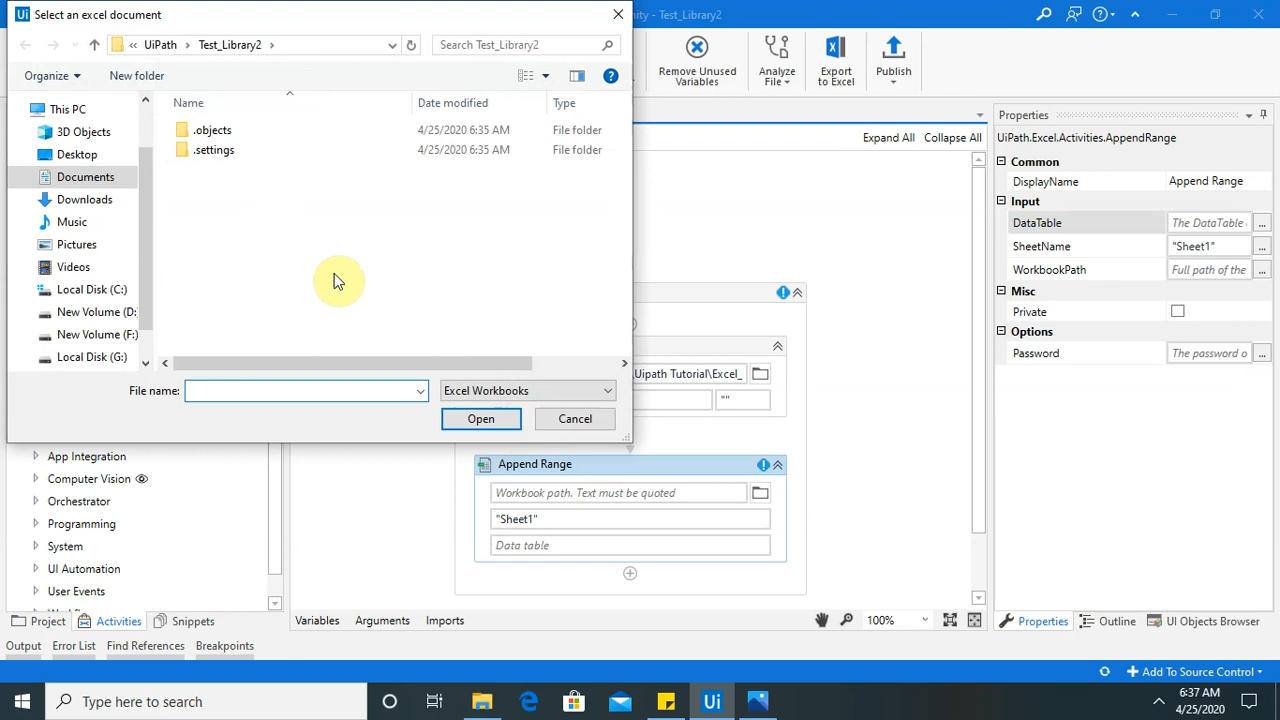 Ui Select an excel document
nity - Test_Library2
UiPath Test_Library2
Search Test_Library2
Organize New folder
Remove Unused Variables
Analyze File
Export to Excel
Publish
This PC
3D Objects
Desktop
Documents
Downloads
Music
Pictures
Videos
Local Disk (C:)
New Volume (D:
New Volume (F:)
Local Disk (G:)
Name Date modified Type
.objects 4/25/2020 6:35 AM File folder
.settings 4/25/2020 6:35 AM File folder
File name: Excel Workbooks
Open Cancel
Expand All Collapse All
\Uipath Tutorial\Excel_
""
Append Range
Workbook path. Text must be quoted
"Sheet1"
Data table
Properties
UiPath.Excel.Activities.AppendRange
Common
DisplayName Append Range
Input
DataTable The DataTable
SheetName "Sheet1"
WorkbookPath Full path of the
Misc
Private
Options
Password The password o
App Integration
Computer Vision
Orchestrator
Programming
System
UI Automation
User Events
Project Activities Snippets
Variables Arguments Imports
100%
Properties Outline UI Objects Browser
Output Error List Find References Breakpoints
Add To Source Control
Type here to search
Ui
6:37 AM
4/25/2020